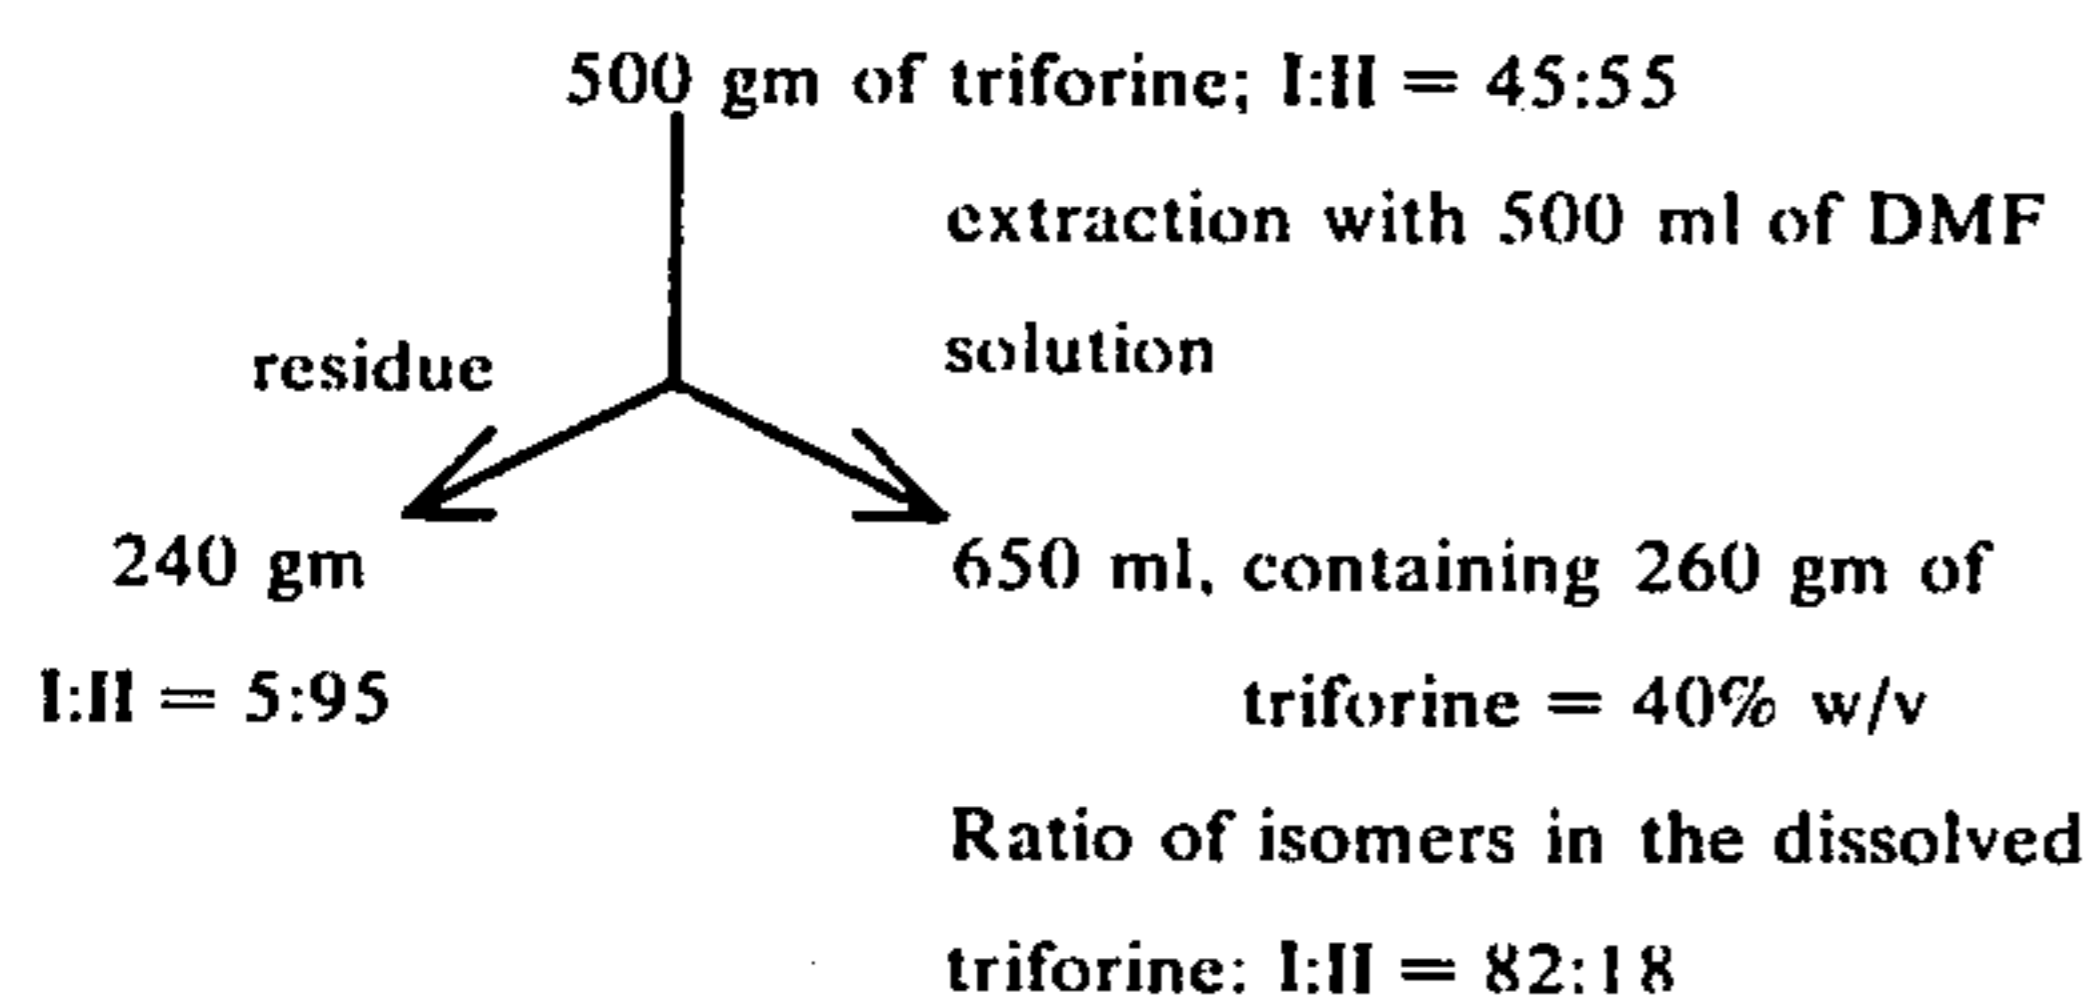 500 gm of triforine; I:II = 45:55
extraction with 500 ml of DMF
residue
solution
240 gm
I:II = 5:95
650 ml, containing 260 gm of
triforine = 40% w/v
Ratio of isomers in the dissolved
triforine: I:II = 82:18